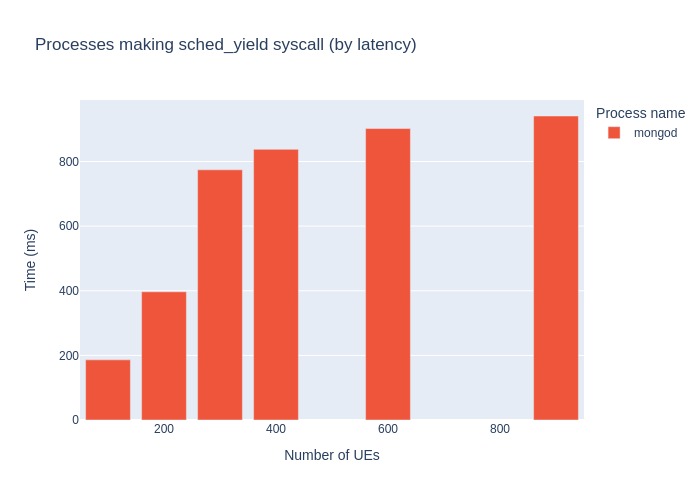 Processes making sched_yield syscall (by latency)
Process name
mongod
800
600
400
200
0
Time (ms)
200 400 600 800
Number of UEs